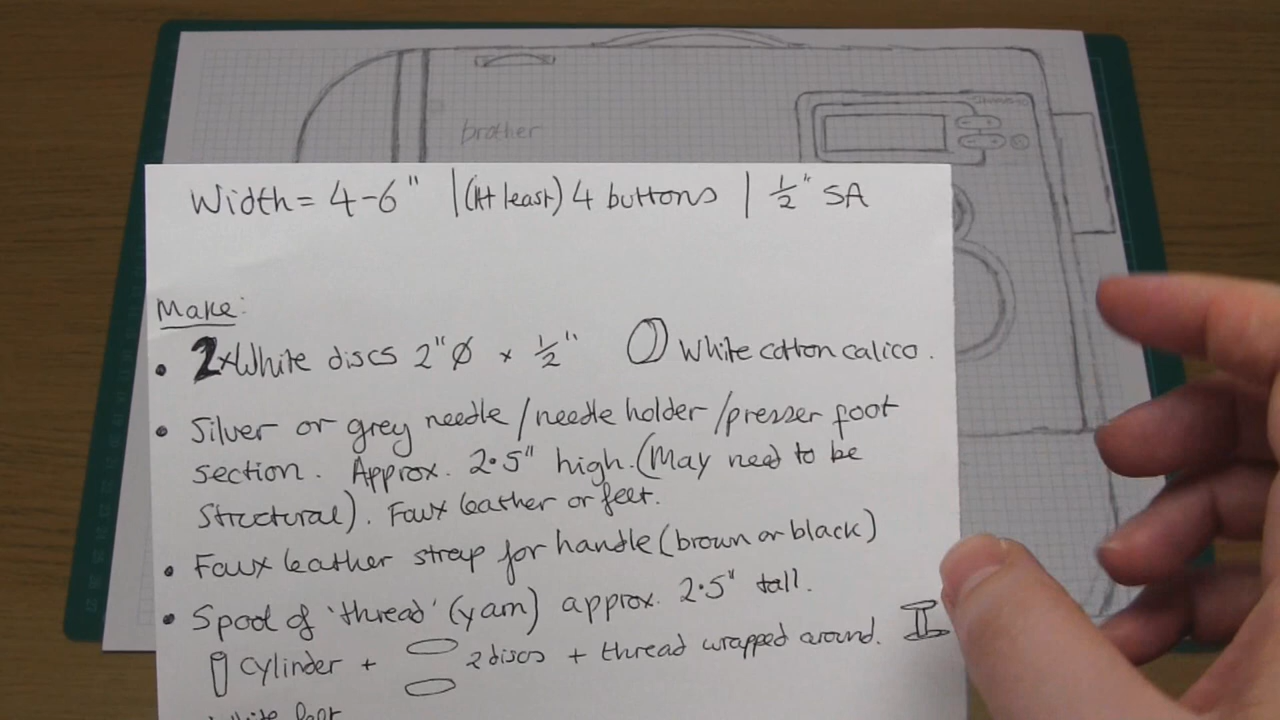 brother
Width = 4-6" | (At least) 4 buttons | 1/2" SA
Make:
• 2xWhite discs 2" Ø x 1/2" White cotton calico.
• Silver or grey needle/needle holder/presser foot
section. Approx. 2.5" high. (May need to be
structural). Faux leather or felt.
• Faux leather strap for handle (brown or black)
• Spool of 'thread' (yarn) approx. 2.5" tall.
cylinder + 2 discs + thread wrapped around.